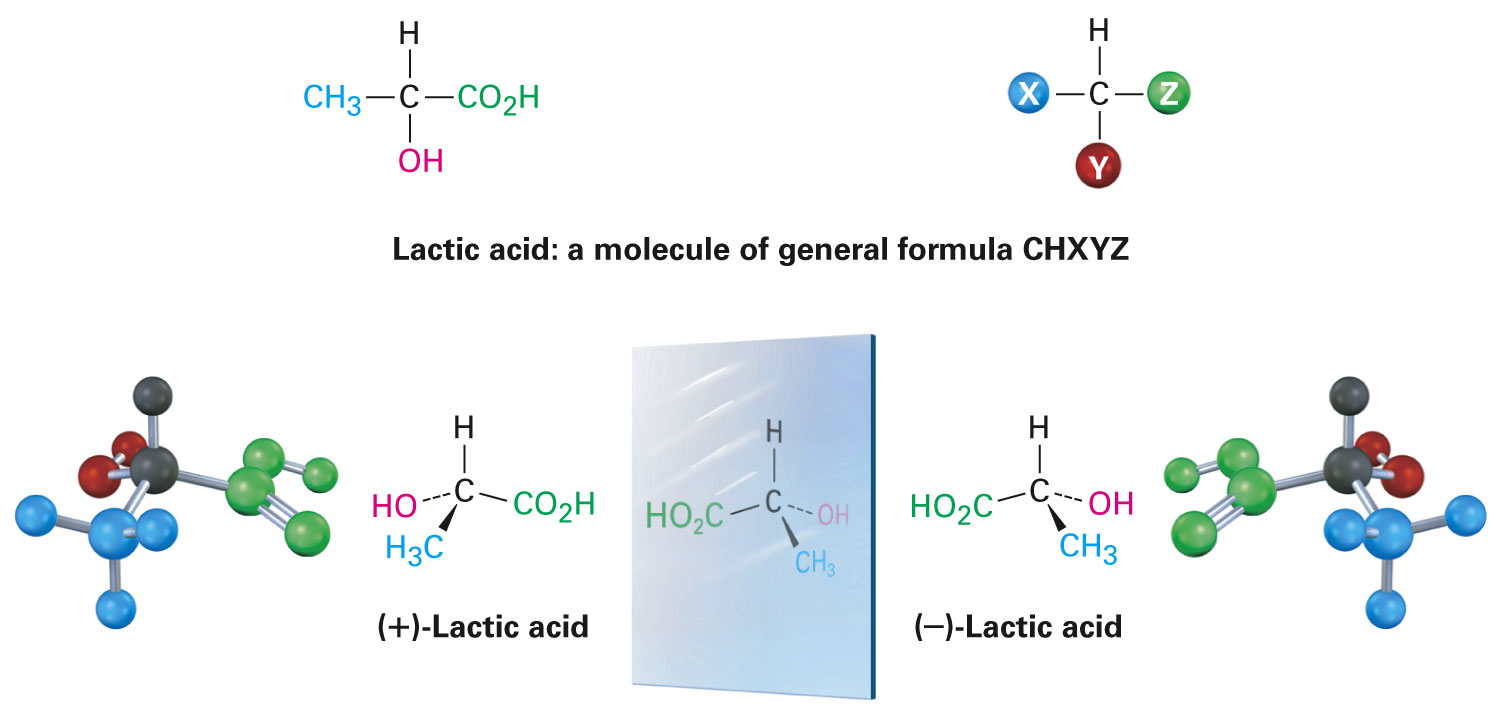 H
CH₃—C—CO₂H
OH
H
X—C—Z
Y
Lactic acid: a molecule of general formula CHXYZ
H
HO C CO₂H
H₃C
(+)-Lactic acid
H
HO₂C C OH
CH₃
H
HO₂C C OH
CH₃
(−)-Lactic acid